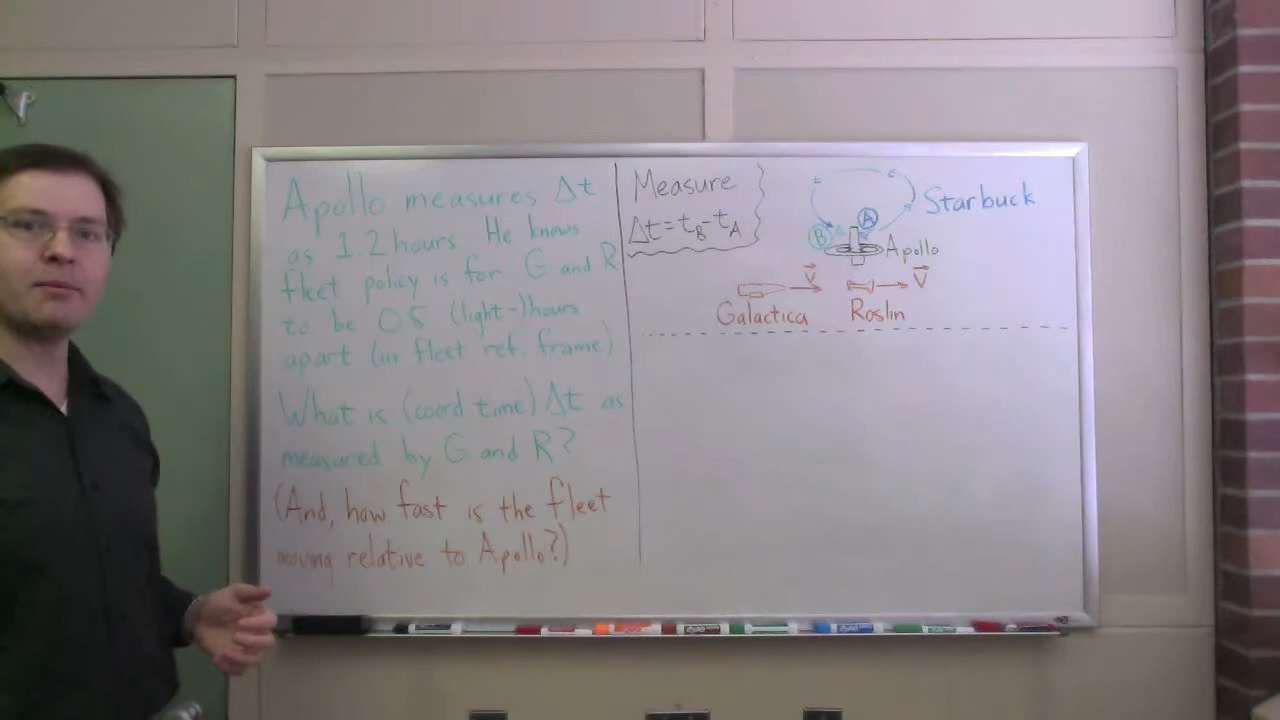 Apollo measures Δt
as 1.2 hours. He knows
fleet policy is for G and R
to be 0.5 (light-)hours
apart (in fleet ref. frame)
What is (coord time) Δt as
measured by G and R?
(And, how fast is the fleet
moving relative to Apollo?)
Measure
Δt = tB - tA
Starbuck
A
B
Apollo
v⃗
v⃗
Galactica
Roslin